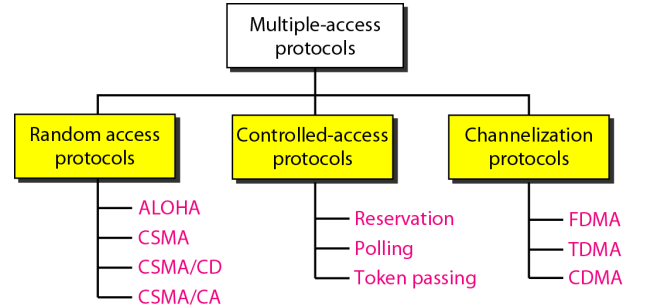 Multiple-access
protocols
Random access
protocols
Controlled-access
protocols
Channelization
protocols
ALOHA
CSMA
CSMA/CD
CSMA/CA
Reservation
Polling
Token passing
FDMA
TDMA
CDMA